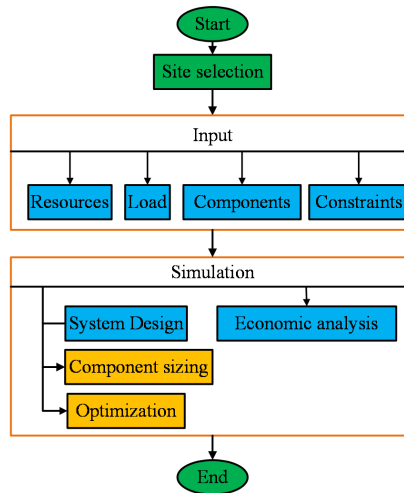 Start
Site selection
Input
Resources
Load
Components
Constraints
Simulation
System Design
Economic analysis
Component sizing
Optimization
End